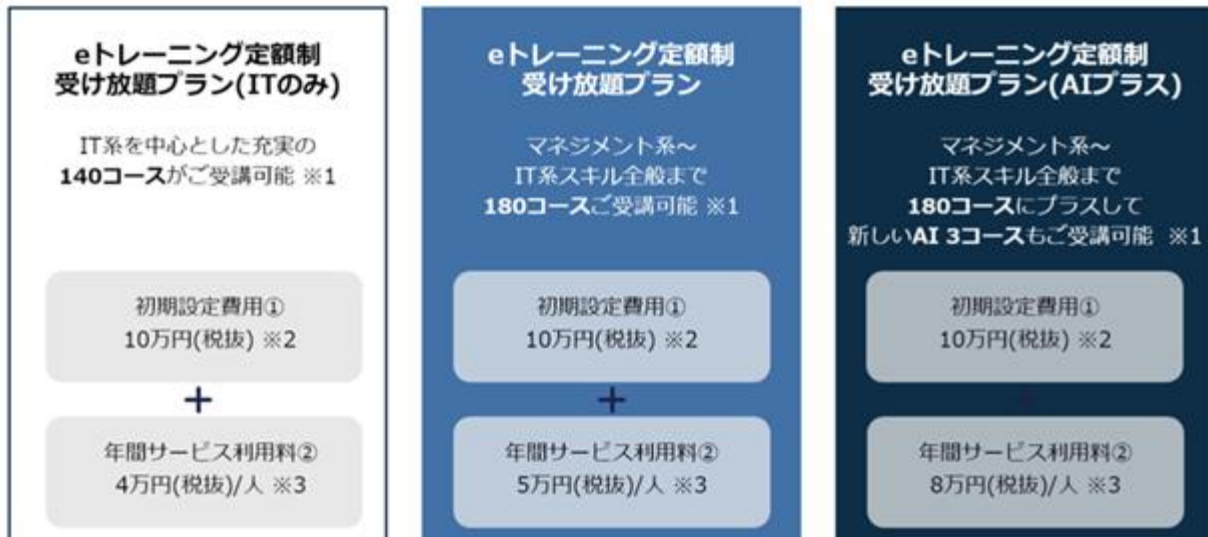 eトレーニング定額制
受け放題プラン(ITのみ)
IT系を中心とした充実の
140コースがご受講可能 ※1
初期設定費用①
10万円(税抜) ※2
+
年間サービス利用料②
4万円(税抜)/人 ※3
eトレーニング定額制
受け放題プラン
マネジメント系～
IT系スキル全般まで
180コースご受講可能 ※1
初期設定費用①
10万円(税抜) ※2
+
年間サービス利用料②
5万円(税抜)/人 ※3
eトレーニング定額制
受け放題プラン(AIプラス)
マネジメント系～
IT系スキル全般まで
180コースにプラスして
新しいAI 3コースもご受講可能 ※1
初期設定費用①
10万円(税抜) ※2
+
年間サービス利用料②
8万円(税抜)/人 ※3